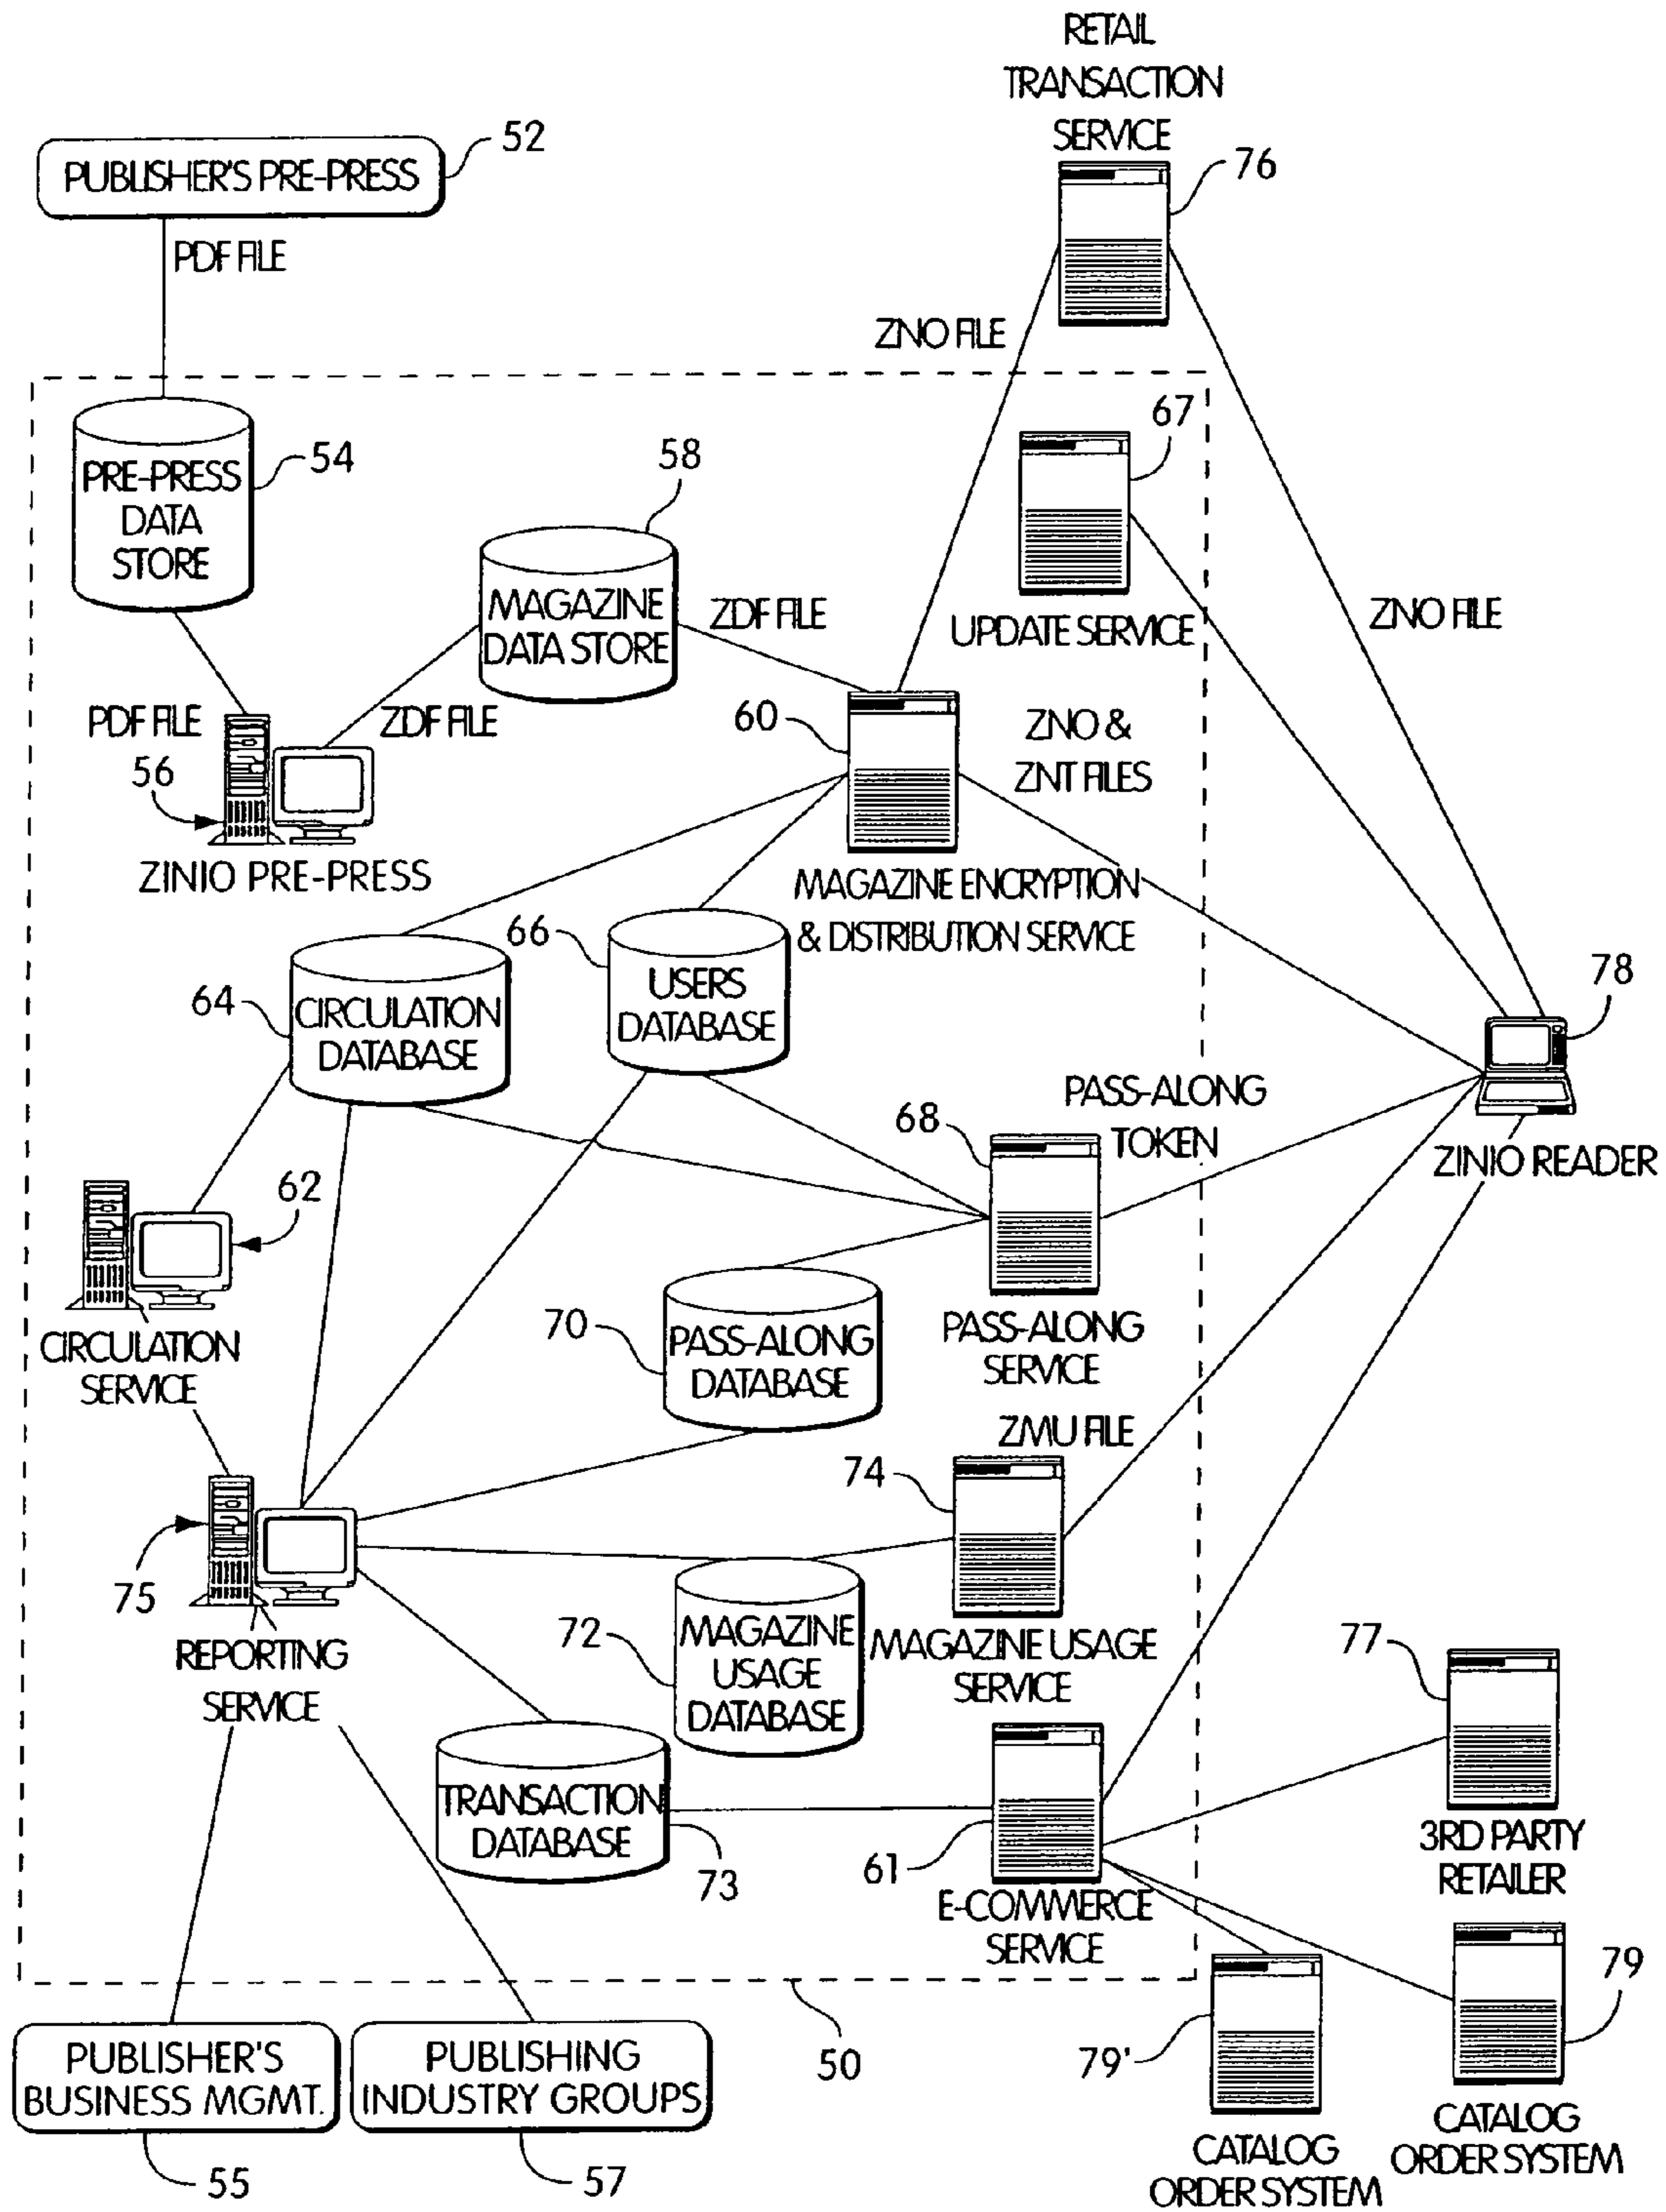 RETAIL
TRANSACTION
SERVICE
52
PUBLISHER'S PRE-PRESS
76
PDF FILE
ZNO FILE
67
54
58
PRE-PRESS
DATA
STORE
MAGAZINE
DATA STORE
ZDF FILE
UPDATE SERVICE
ZNO FILE
PDF FILE
ZDF FILE
60
ZNO &
ZNT FILES
56
ZINIO PRE-PRESS
MAGAZINE ENCRYPTION
& DISTRIBUTION SERVICE
66
USERS
DATABASE
64
CIRCULATION
DATABASE
78
PASS-ALONG
TOKEN
68
ZINIO READER
62
CIRCULATION
SERVICE
70
PASS-ALONG
DATABASE
PASS-ALONG
SERVICE
ZMU FILE
74
75
REPORTING
SERVICE
72
MAGAZINE
USAGE
DATABASE
MAGAZINE USAGE
SERVICE
77
TRANSACTION
DATABASE
73
61
E-COMMERCE
SERVICE
3RD PARTY
RETAILER
79
50
79'
PUBLISHER'S
BUSINESS MGMT.
PUBLISHING
INDUSTRY GROUPS
55
57
CATALOG
ORDER SYSTEM
CATALOG
ORDER SYSTEM